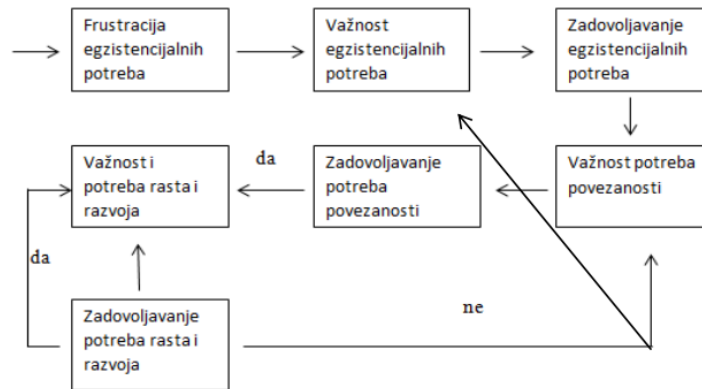 Frustracija
egzistencijalnih
potreba
Važnost
egzistencijalnih
potreba
Zadovoljavanje
egzistencijalnih
potreba
Važnost i
potreba rasta i
razvoja
da
Zadovoljavanje
potreba
povezanosti
Važnost potreba
povezanosti
da
Zadovoljavanje
potreba rasta i
razvoja
ne